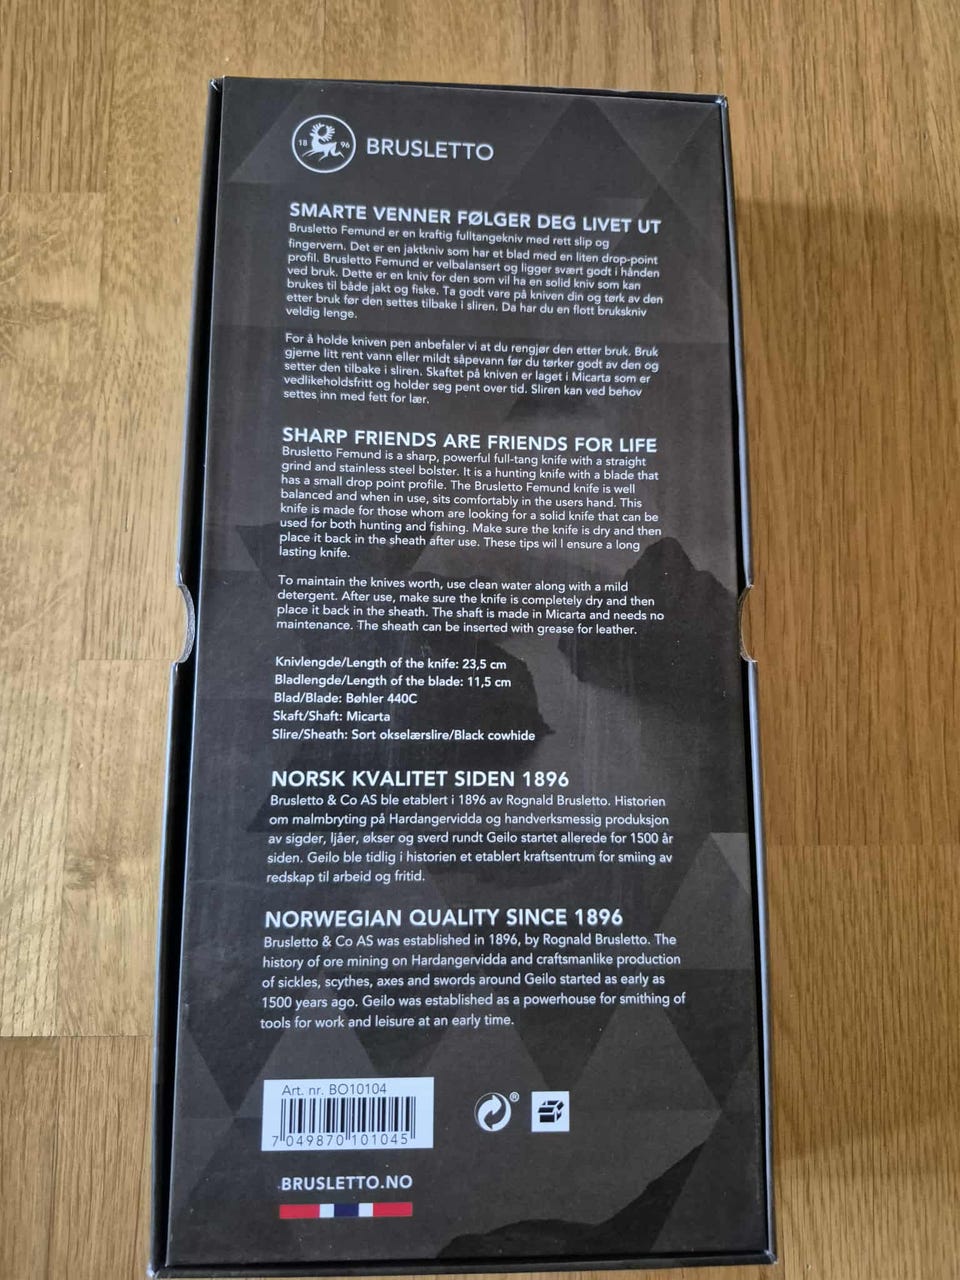 18 96
BRUSLETTO
SMARTE VENNER FØLGER DEG LIVET UT
Brusletto Femund er en kraftig fulltangekniv med rett slip og
fingervern. Det er en jaktkniv som har et blad med en liten drop-point
profil. Brusletto Femund er velbalansert og ligger svært godt i hånden
ved bruk. Dette er en kniv for den som vil ha en solid kniv som kan
brukes til både jakt og fiske. Ta godt vare på kniven din og tørk av den
etter bruk før den settes tilbake i sliren. Da har du en flott brukskniv
veldig lenge.
For å holde kniven pen anbefaler vi at du rengjør den etter bruk. Bruk
gjerne litt rent vann eller mildt såpevann før du tørker godt av den og
setter den tilbake i sliren. Skaftet på kniven er laget i Micarta som er
vedlikeholdsfritt og holder seg pent over tid. Sliren kan ved behov
settes inn med fett for lær.
SHARP FRIENDS ARE FRIENDS FOR LIFE
Brusletto Femund is a sharp, powerful full-tang knife with a straight
grind and stainless steel bolster. It is a hunting knife with a blade that
has a small drop point profile. The Brusletto Femund knife is well
balanced and when in use, sits comfortably in the users hand. This
knife is made for those whom are looking for a solid knife that can be
used for both hunting and fishing. Make sure the knife is dry and then
place it back in the sheath after use. These tips wil l ensure a long
lasting knife.
To maintain the knives worth, use clean water along with a mild
detergent. After use, make sure the knife is completely dry and then
place it back in the sheath. The shaft is made in Micarta and needs no
maintenance. The sheath can be inserted with grease for leather.
Knivlengde/Length of the knife: 23,5 cm
Bladlengde/Length of the blade: 11,5 cm
Blad/Blade: Bøhler 440C
Skaft/Shaft: Micarta
Slire/Sheath: Sort okselærslire/Black cowhide
NORSK KVALITET SIDEN 1896
Brusletto & Co AS ble etablert i 1896 av Rognald Brusletto. Historien
om malmbryting på Hardangervidda og handverksmessig produksjon
av sigder, ljåer, økser og sverd rundt Geilo startet allerede for 1500 år
siden. Geilo ble tidlig i historien et etablert kraftsentrum for smiing av
redskap til arbeid og fritid.
NORWEGIAN QUALITY SINCE 1896
Brusletto & Co AS was established in 1896, by Rognald Brusletto. The
history of ore mining on Hardangervidda and craftsmanlike production
of sickles, scythes, axes and swords around Geilo started as early as
1500 years ago. Geilo was established as a powerhouse for smithing of
tools for work and leisure at an early time.
Art. nr. BO10104
7 049870 101045
®
BRUSLETTO.NO